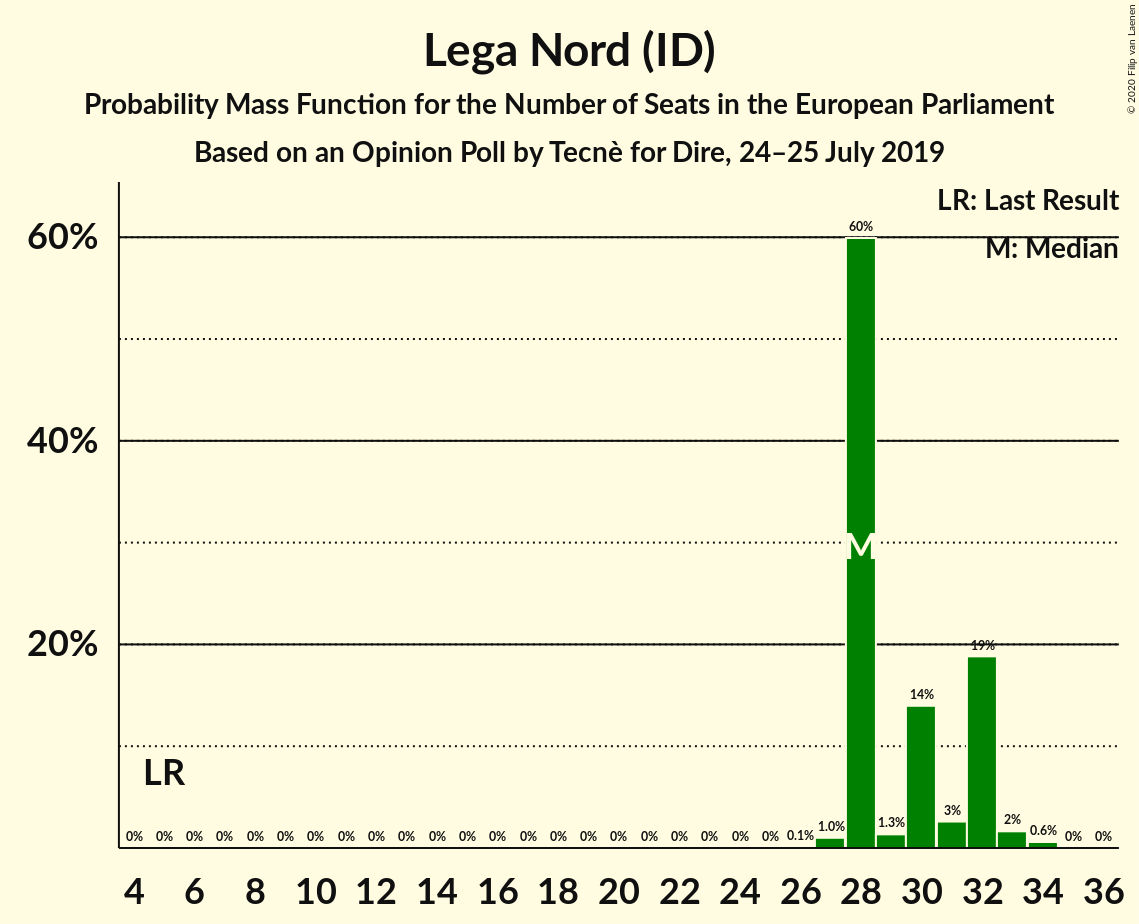 Lega Nord (ID)
Probability Mass Function for the Number of Seats in the European Parliament
Based on an Opinion Poll by Tecnè for Dire, 24–25 July 2019
© 2020 Filip van Laenen
LR: Last Result
M: Median
60%
40%
20%
60%
M
19%
14%
LR
0% 0% 0% 0% 0% 0% 0% 0% 0% 0% 0% 0% 0% 0% 0% 0% 0% 0% 0% 0% 0% 0% 0.1% 1.0% 1.3% 3% 2% 0.6% 0% 0%
4 6 8 10 12 14 16 18 20 22 24 26 28 30 32 34 36